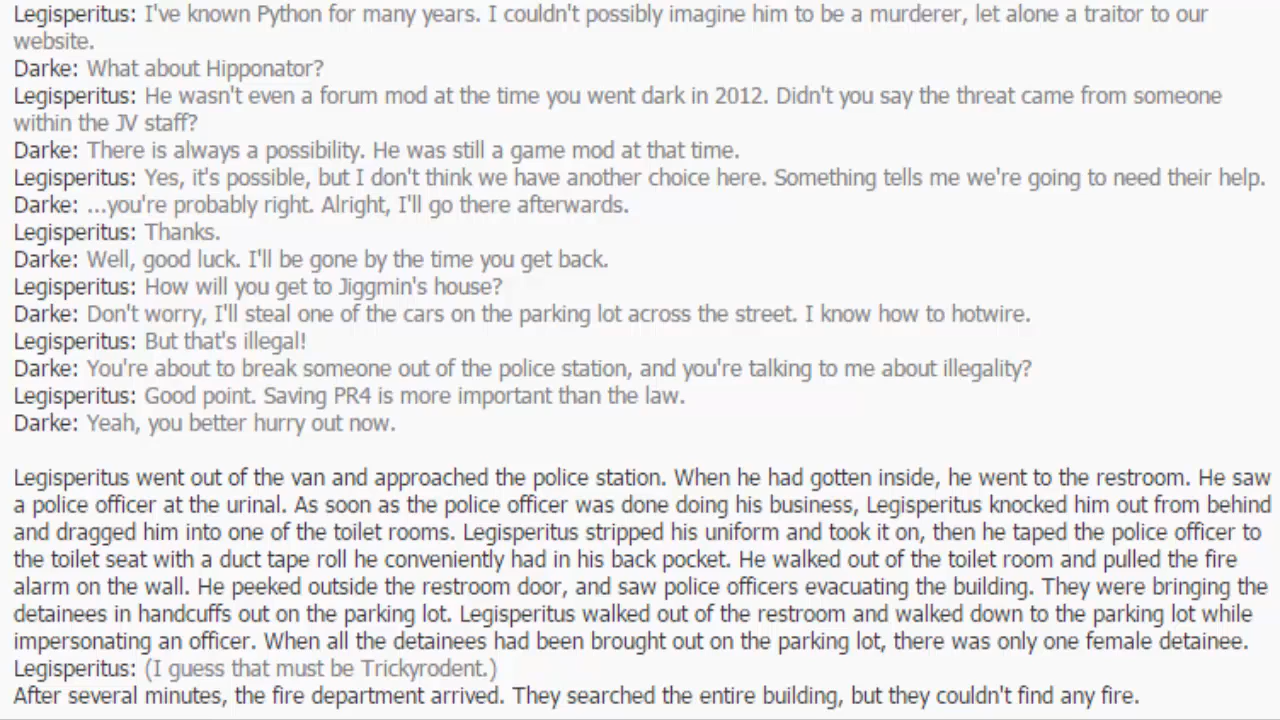 Legisperitus: I've known Python for many years. I couldn't possibly imagine him to be a murderer, let alone a traitor to our
website.
Darke: What about Hipponator?
Legisperitus: He wasn't even a forum mod at the time you went dark in 2012. Didn't you say the threat came from someone
within the JV staff?
Darke: There is always a possibility. He was still a game mod at that time.
Legisperitus: Yes, it's possible, but I don't think we have another choice here. Something tells me we're going to need their help.
Darke: ...you're probably right. Alright, I'll go there afterwards.
Legisperitus: Thanks.
Darke: Well, good luck. I'll be gone by the time you get back.
Legisperitus: How will you get to Jiggmin's house?
Darke: Don't worry, I'll steal one of the cars on the parking lot across the street. I know how to hotwire.
Legisperitus: But that's illegal!
Darke: You're about to break someone out of the police station, and you're talking to me about illegality?
Legisperitus: Good point. Saving PR4 is more important than the law.
Darke: Yeah, you better hurry out now.
Legisperitus went out of the van and approached the police station. When he had gotten inside, he went to the restroom. He saw
a police officer at the urinal. As soon as the police officer was done doing his business, Legisperitus knocked him out from behind
and dragged him into one of the toilet rooms. Legisperitus stripped his uniform and took it on, then he taped the police officer to
the toilet seat with a duct tape roll he conveniently had in his back pocket. He walked out of the toilet room and pulled the fire
alarm on the wall. He peeked outside the restroom door, and saw police officers evacuating the building. They were bringing the
detainees in handcuffs out on the parking lot. Legisperitus walked out of the restroom and walked down to the parking lot while
impersonating an officer. When all the detainees had been brought out on the parking lot, there was only one female detainee.
Legisperitus: (I guess that must be Trickyrodent.)
After several minutes, the fire department arrived. They searched the entire building, but they couldn't find any fire.